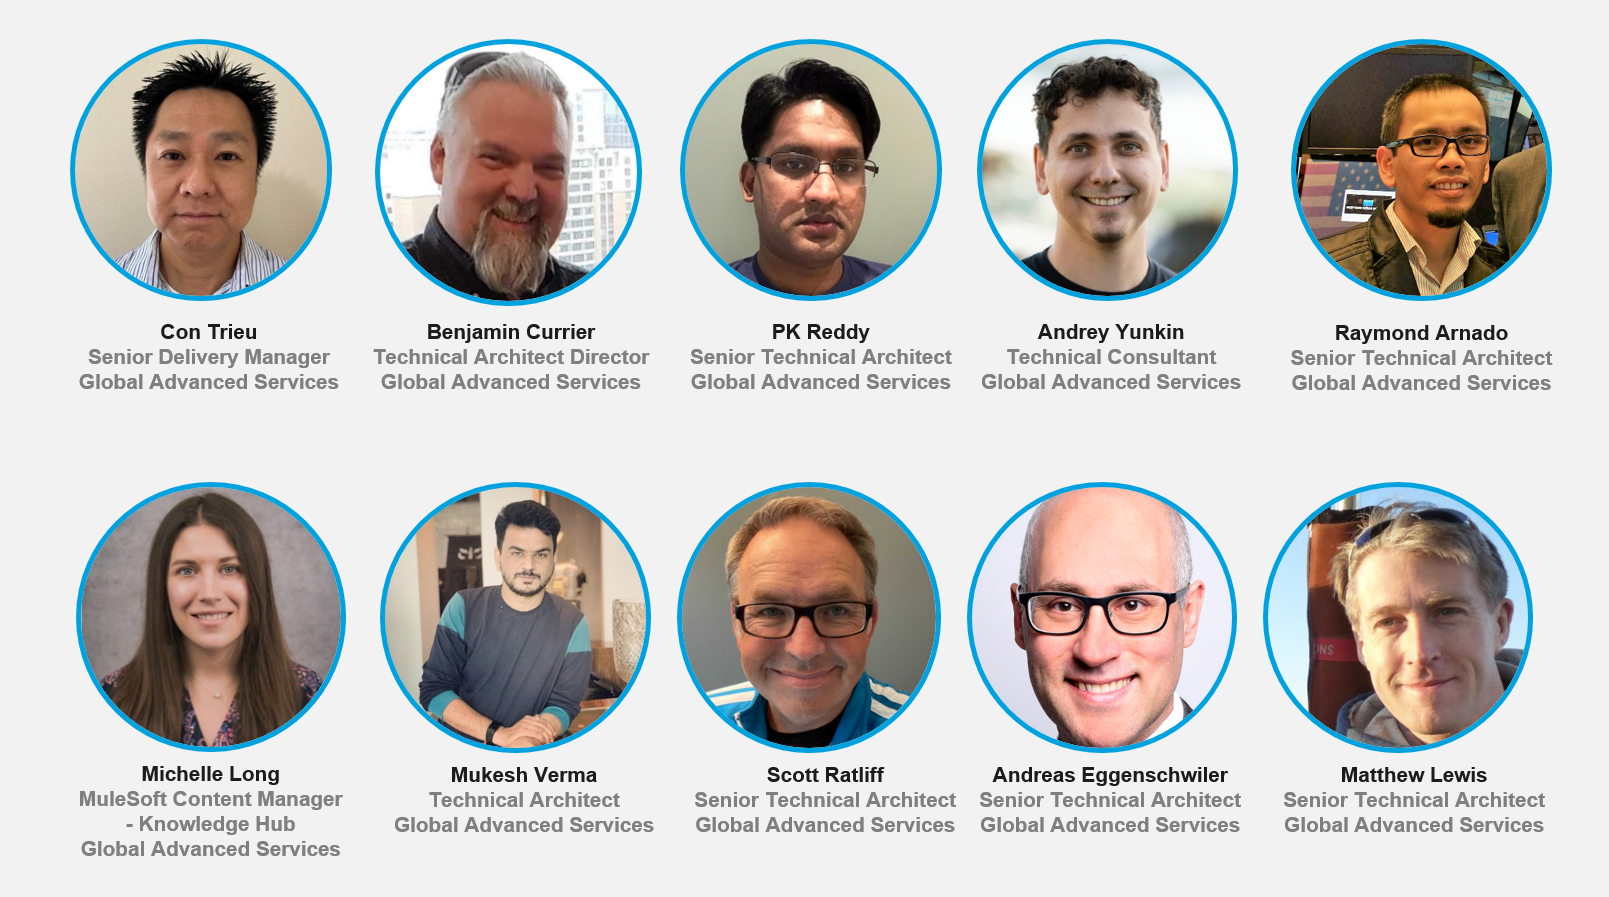 Con Trieu
Senior Delivery Manager
Global Advanced Services
Benjamin Currier
Technical Architect Director
Global Advanced Services
PK Reddy
Senior Technical Architect
Global Advanced Services
Andrey Yunkin
Technical Consultant
Global Advanced Services
Raymond Arnado
Senior Technical Architect
Global Advanced Services
Michelle Long
MuleSoft Content Manager
- Knowledge Hub
Global Advanced Services
Mukesh Verma
Technical Architect
Global Advanced Services
Scott Ratliff
Senior Technical Architect
Global Advanced Services
Andreas Eggenschwiler
Senior Technical Architect
Global Advanced Services
Matthew Lewis
Senior Technical Architect
Global Advanced Services